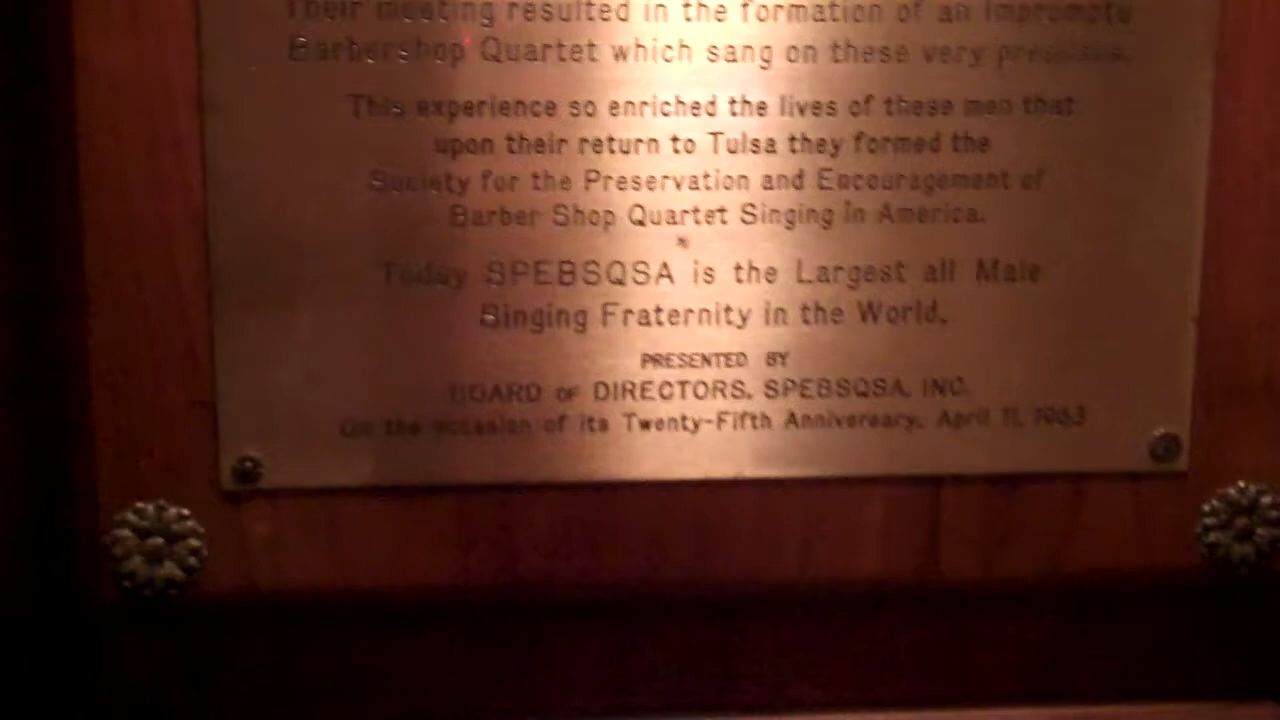 Their meeting resulted in the formation of an Impromptu
Barbershop Quartet which sang on these very premises.
This experience so enriched the lives of these men that
upon their return to Tulsa they formed the
Society for the Preservation and Encouragement of
Barber Shop Quartet Singing in America.
*
Today SPEBSQSA is the Largest all Male
Singing Fraternity in the World.
PRESENTED BY
BOARD OF DIRECTORS, SPEBSQSA, INC.
On the occasion of its Twenty-Fifth Anniversary, April 11, 1963